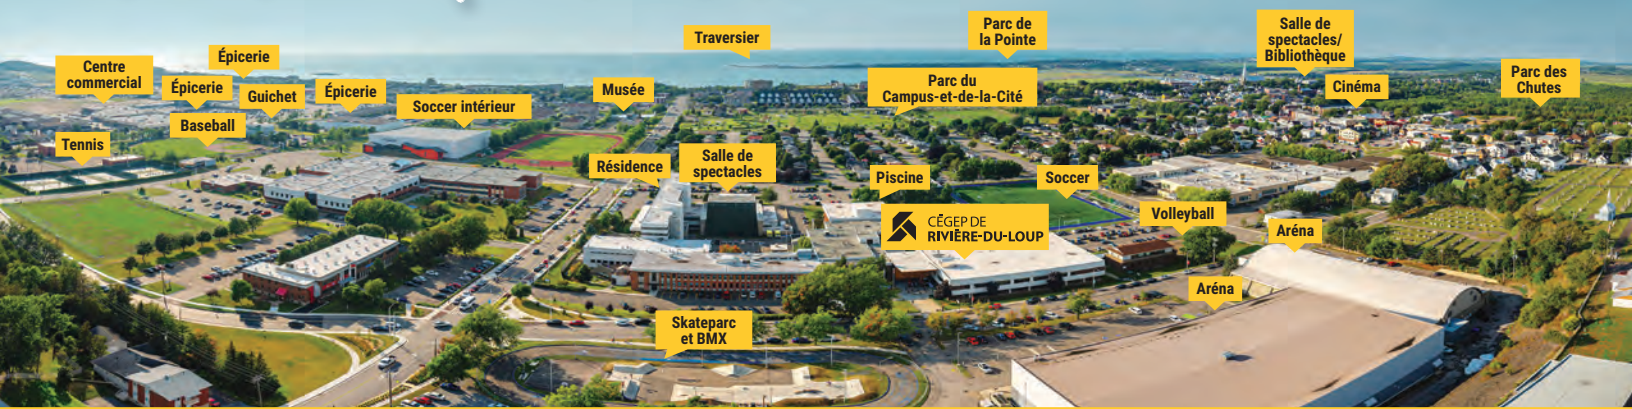 Centre
commercial
Épicerie
Épicerie
Guichet
Épicerie
Baseball
Tennis
Soccer intérieur
Musée
Traversier
Parc de
la Pointe
Parc du
Campus-et-de-la-Cité
Salle de
spectacles/
Bibliothèque
Cinéma
Parc des
Chutes
Résidence
Salle de
spectacles
Piscine
Soccer
CÉGEP DE
RIVIÈRE-DU-LOUP
Volleyball
Aréna
Aréna
Skateparc
et BMX